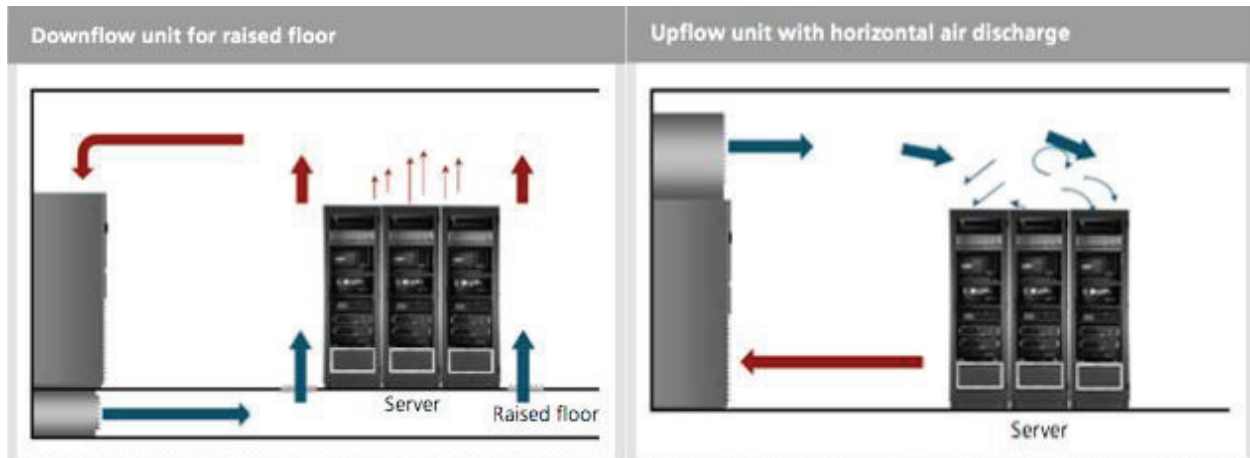 Downflow unit for raised floor
Upflow unit with horizontal air discharge
Server
Raised floor
Server